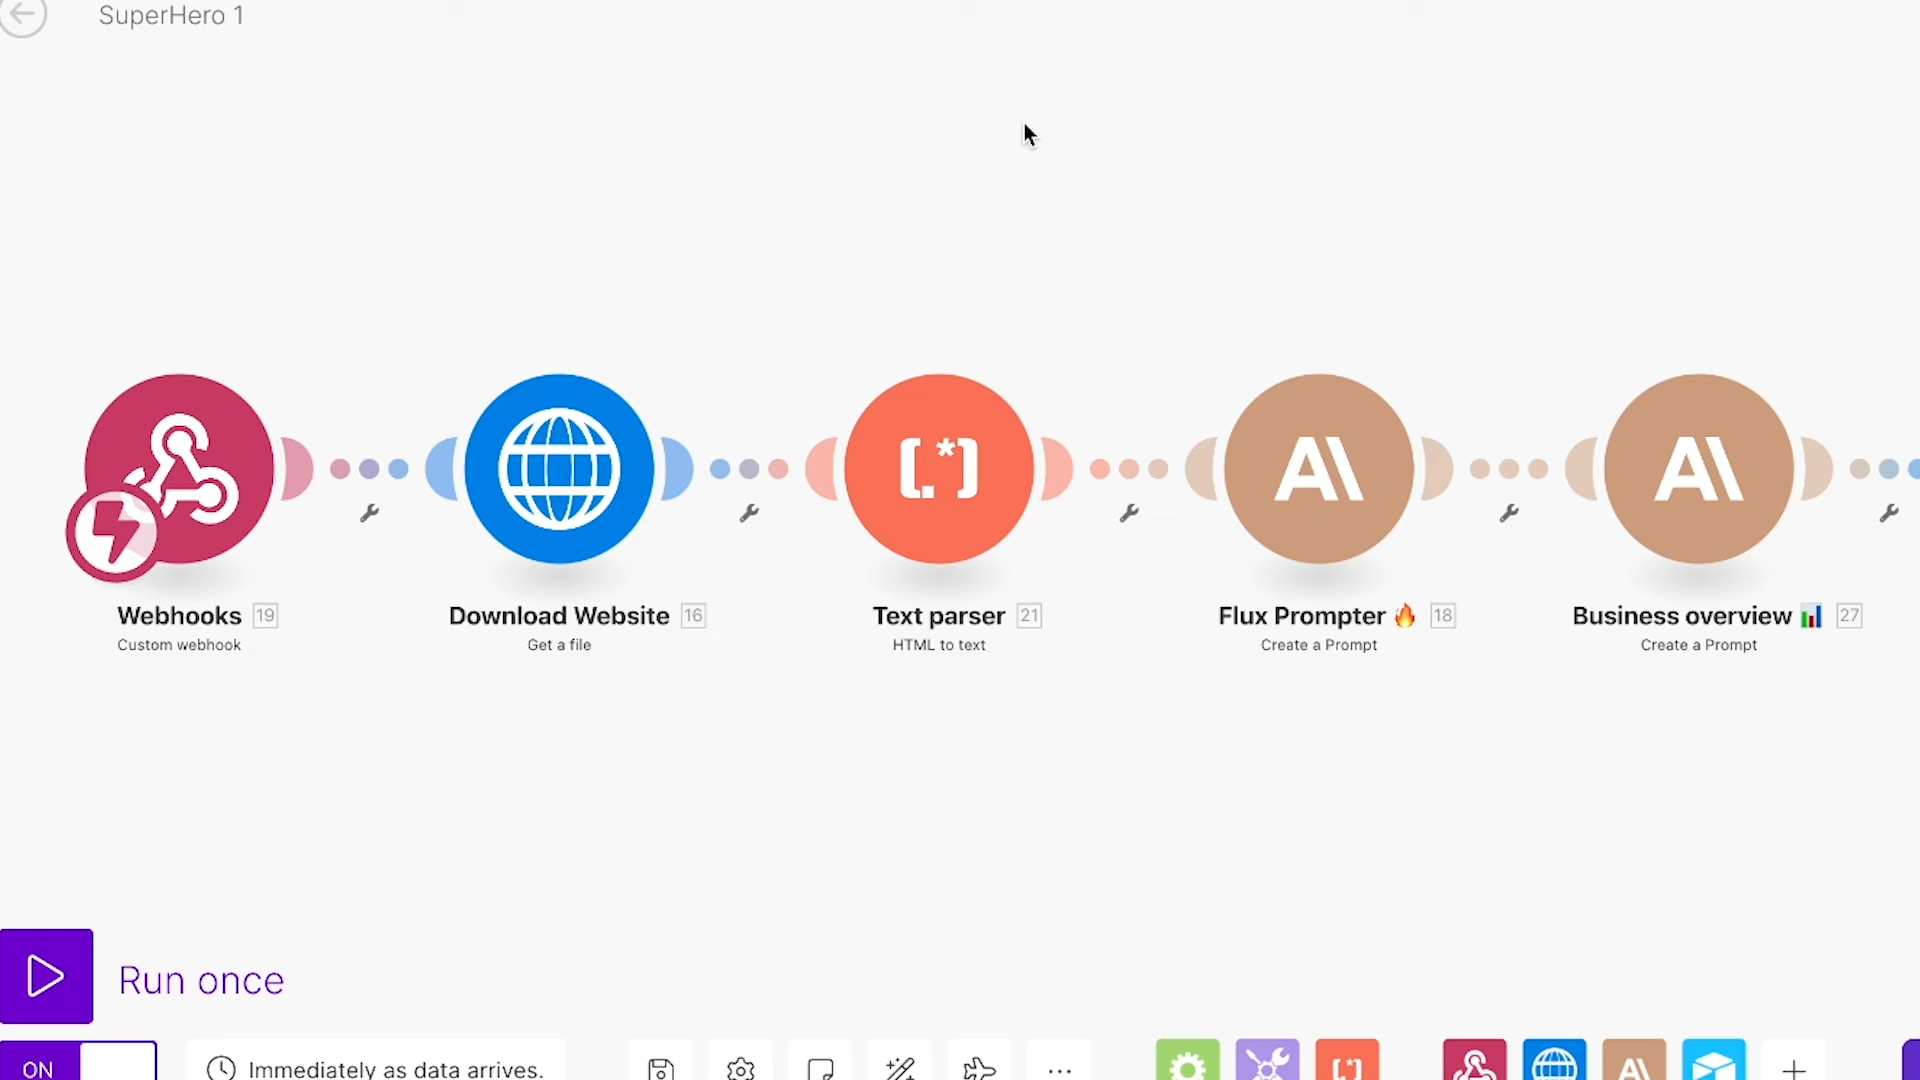 SuperHero 1
Webhooks 19
Custom webhook
Download Website 16
Get a file
Text parser 21
HTML to text
Flux Prompter 🔥 18
Create a Prompt
Business overview 📊 27
Create a Prompt
Run once
ON
Immediately as data arrives.